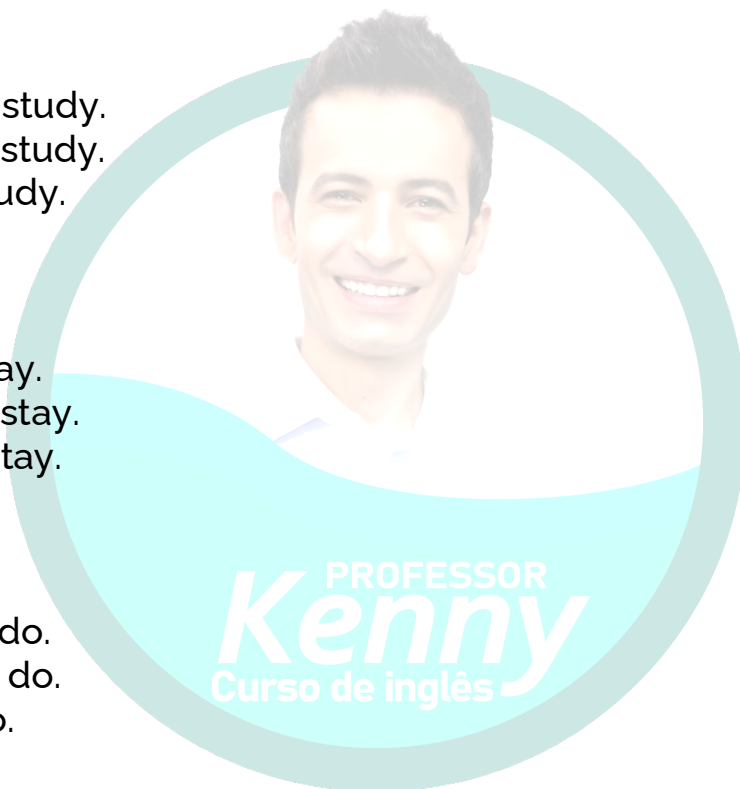 study.
study.
do.
stay.
do.
PROFESSOR
Kenny
Curso de inglês